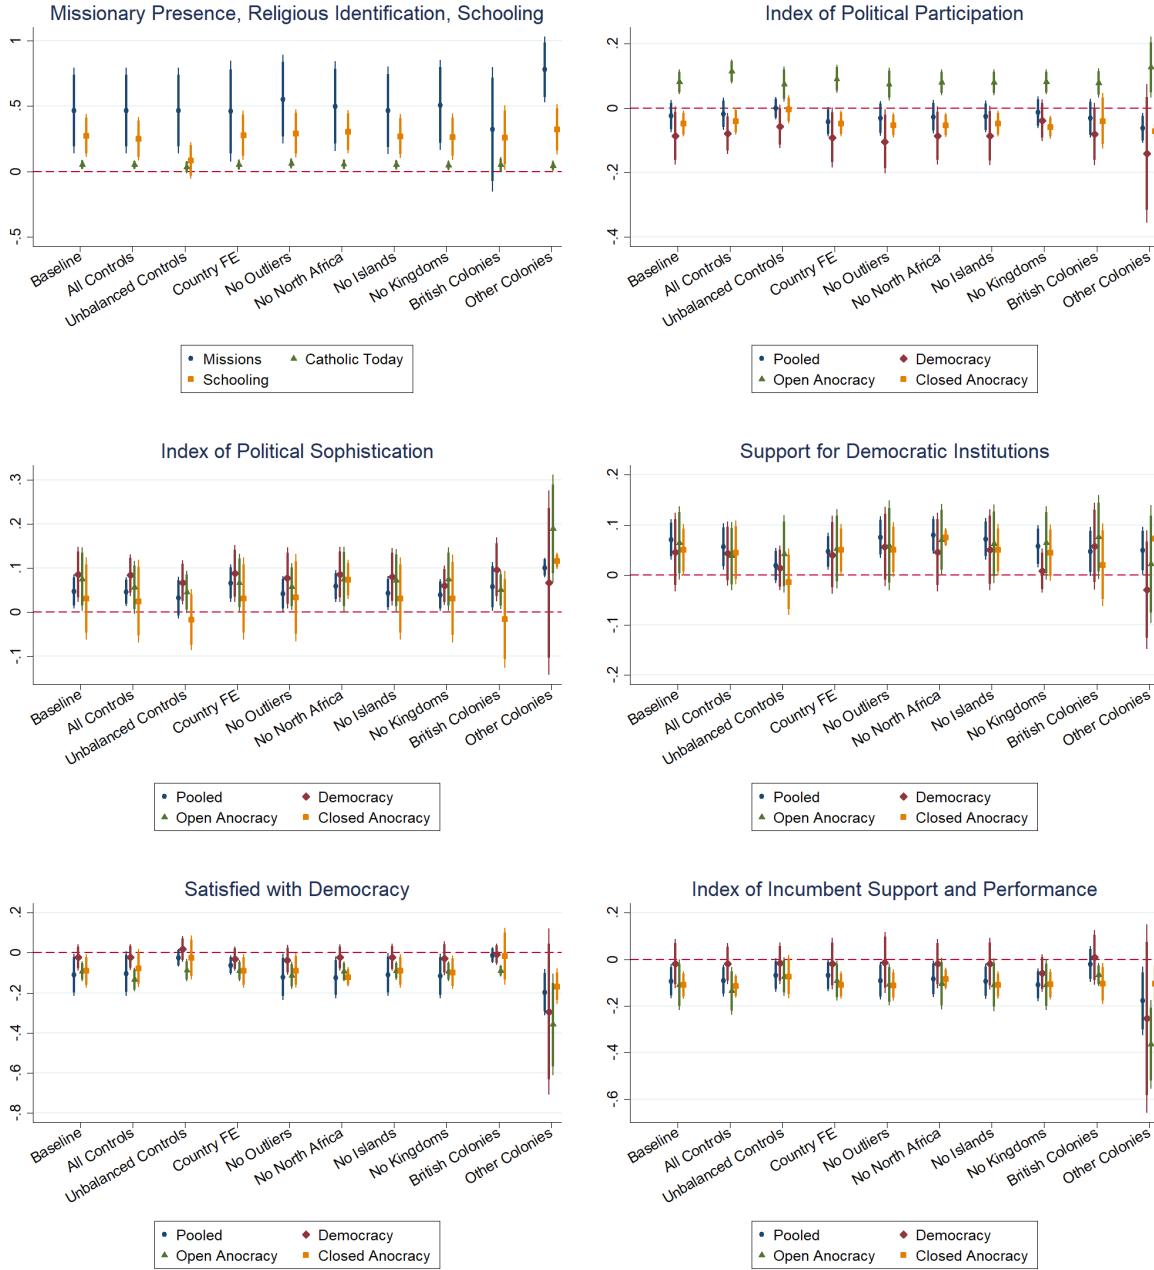 Missionary Presence, Religious Identification, Schooling
1
.5
0
-.5
Baseline
All Controls
Unbalanced Controls
Country FE
No Outliers
No North Africa
No Islands
No Kingdoms
British Colonies
Other Colonies
Missions
Catholic Today
Schooling
Index of Political Participation
.2
0
-.2
-.4
Baseline
All Controls
Unbalanced Controls
Country FE
No Outliers
No North Africa
No Islands
No Kingdoms
British Colonies
Other Colonies
Pooled
Democracy
Open Anocracy
Closed Anocracy
Index of Political Sophistication
.3
.2
.1
0
-.1
Baseline
All Controls
Unbalanced Controls
Country FE
No Outliers
No North Africa
No Islands
No Kingdoms
British Colonies
Other Colonies
Pooled
Democracy
Open Anocracy
Closed Anocracy
Support for Democratic Institutions
.2
.1
0
-.1
-.2
Baseline
All Controls
Unbalanced Controls
Country FE
No Outliers
No North Africa
No Islands
No Kingdoms
British Colonies
Other Colonies
Pooled
Democracy
Open Anocracy
Closed Anocracy
Satisfied with Democracy
.2
0
-.2
-.4
-.6
-.8
Baseline
All Controls
Unbalanced Controls
Country FE
No Outliers
No North Africa
No Islands
No Kingdoms
British Colonies
Other Colonies
Pooled
Democracy
Open Anocracy
Closed Anocracy
Index of Incumbent Support and Performance
.2
0
-.2
-.4
-.6
Baseline
All Controls
Unbalanced Controls
Country FE
No Outliers
No North Africa
No Islands
No Kingdoms
British Colonies
Other Colonies
Pooled
Democracy
Open Anocracy
Closed Anocracy